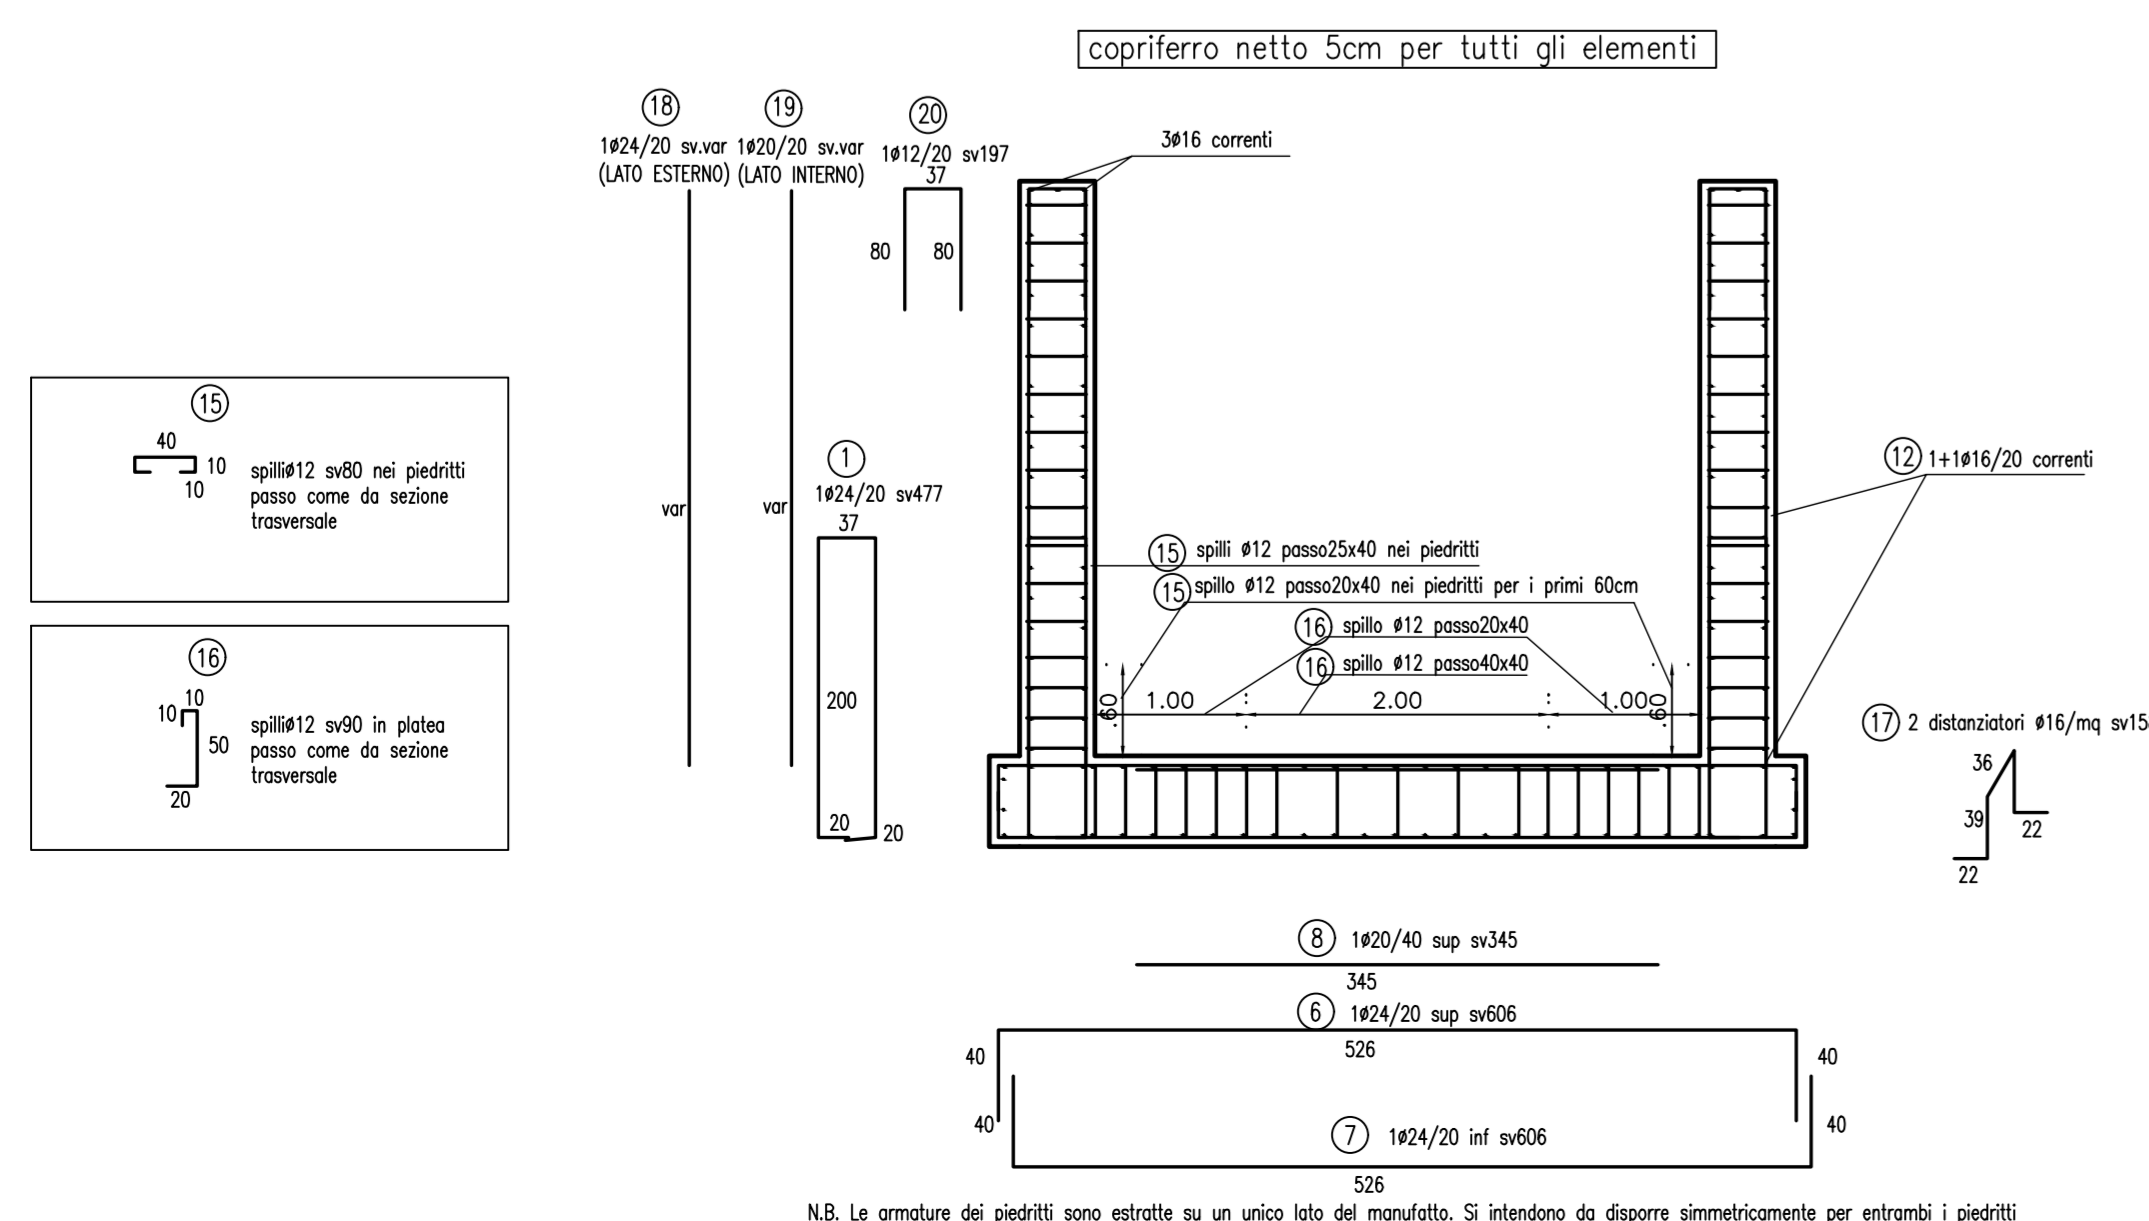 copriferro netto 5cm per tutti gli elementi
18
1ø24/20 sv.var
(LATO ESTERNO)
var
19
1ø20/20 sv.var
(LATO INTERNO)
var
20
1ø12/20 sv197
37
80
80
3ø16 correnti
15
40
10
10
spilliø12 sv80 nei piedritti
passo come da sezione
trasversale
16
10
10
50
20
spilliø12 sv90 in platea
passo come da sezione
trasversale
1
1ø24/20 sv477
37
200
20
20
12 1+1ø16/20 correnti
15 spilli ø12 passo25x40 nei piedritti
15 spillo ø12 passo20x40 nei piedritti per i primi 60cm
16 spillo ø12 passo20x40
16 spillo ø12 passo40x40
.60
1.00
2.00
1.00
.60
17 2 distanziatori ø16/mq sv15
36
39
22
22
8 1ø20/40 sup sv345
345
6 1ø24/20 sup sv606
526
40
40
40
40
7 1ø24/20 inf sv606
526
N.B. Le armature dei piedritti sono estratte su un unico lato del manufatto. Si intendono da disporre simmetricamente per entrambi i piedritti